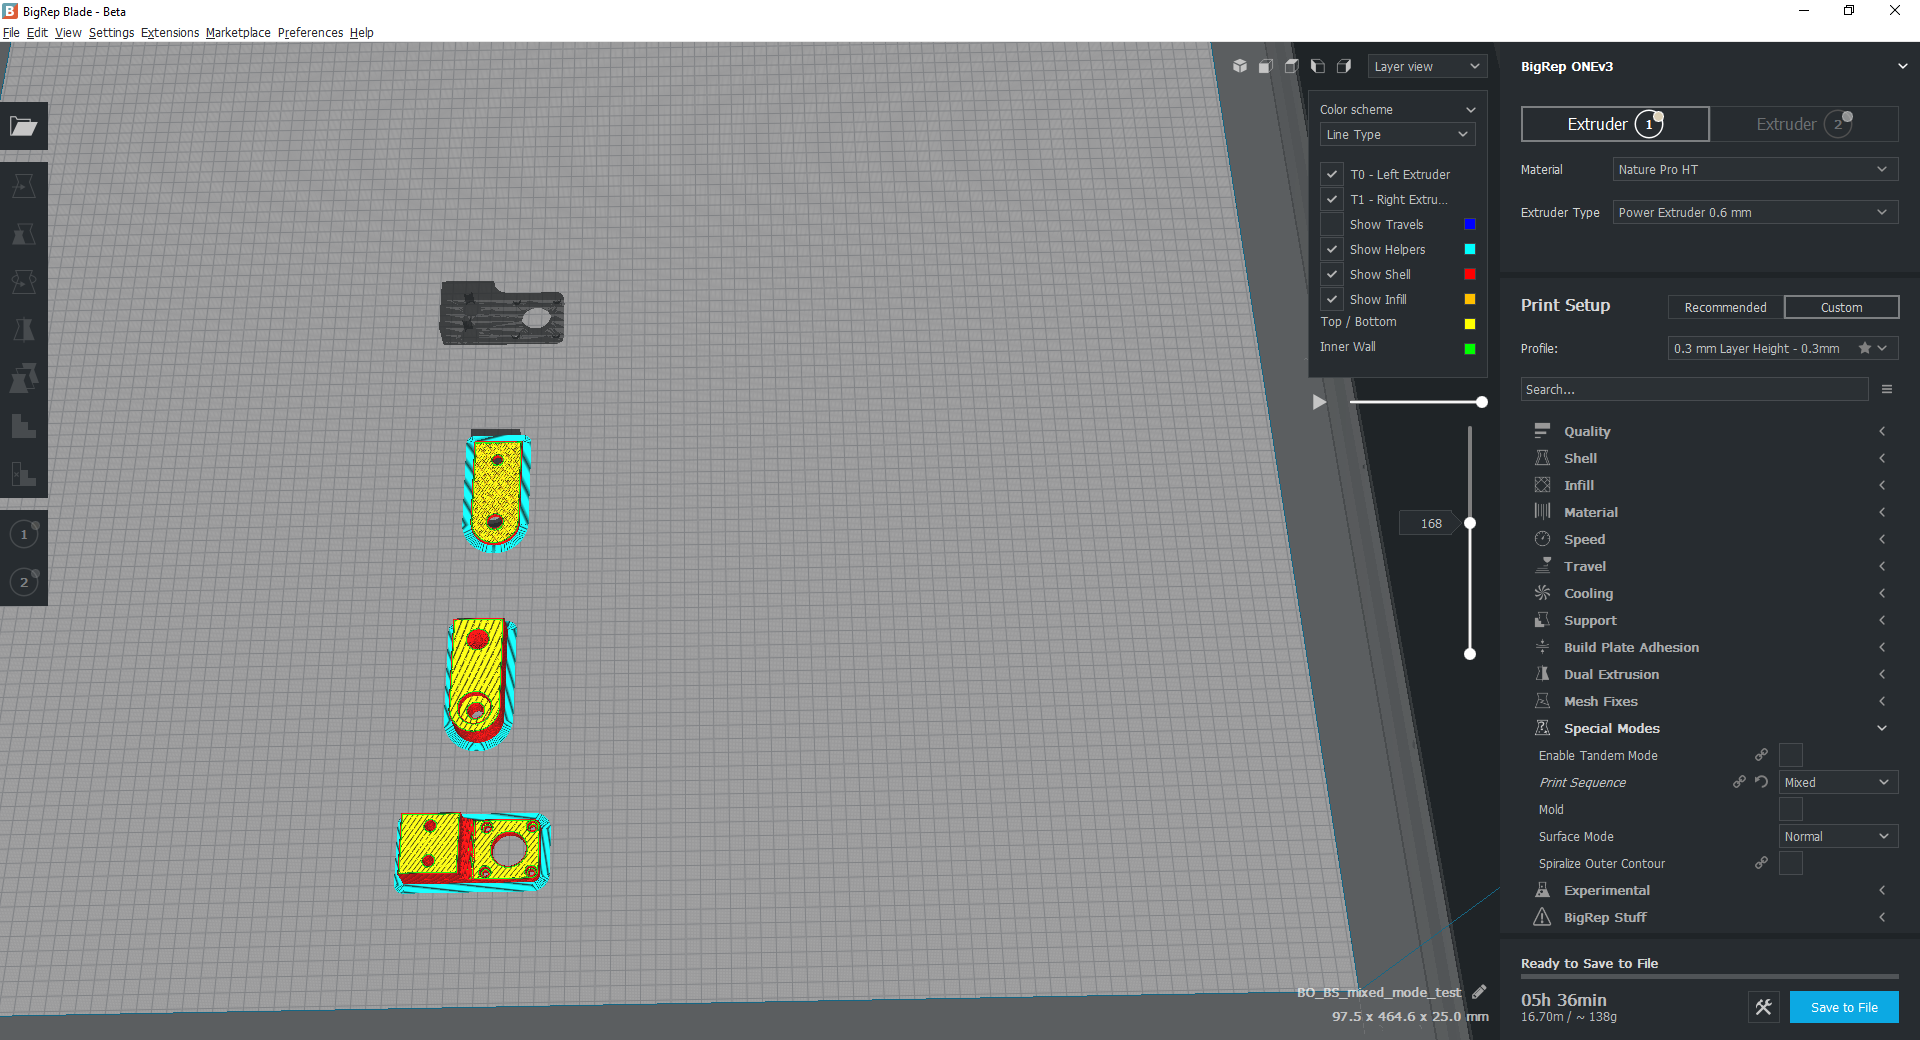 BigRep Blade - Beta
File Edit View Settings Extensions Marketplace Preferences Help
Layer view
Color scheme
Line Type
T0 - Left Extruder
T1 - Right Extru...
Show Travels
Show Helpers
Show Shell
Show Infill
Top / Bottom
Inner Wall
168
1
2
BO_BS_mixed_mode_test
97.5 x 464.6 x 25.0 mm
BigRep ONEv3
Extruder 1
Extruder 2
Material Nature Pro HT
Extruder Type Power Extruder 0.6 mm
Print Setup Recommended Custom
Profile: 0.3 mm Layer Height - 0.3mm
Search...
Quality
Shell
Infill
Material
Speed
Travel
Cooling
Support
Build Plate Adhesion
Dual Extrusion
Mesh Fixes
Special Modes
Enable Tandem Mode
Print Sequence Mixed
Mold
Surface Mode Normal
Spiralize Outer Contour
Experimental
BigRep Stuff
Ready to Save to File
05h 36min
16.70m / ~ 138g
Save to File